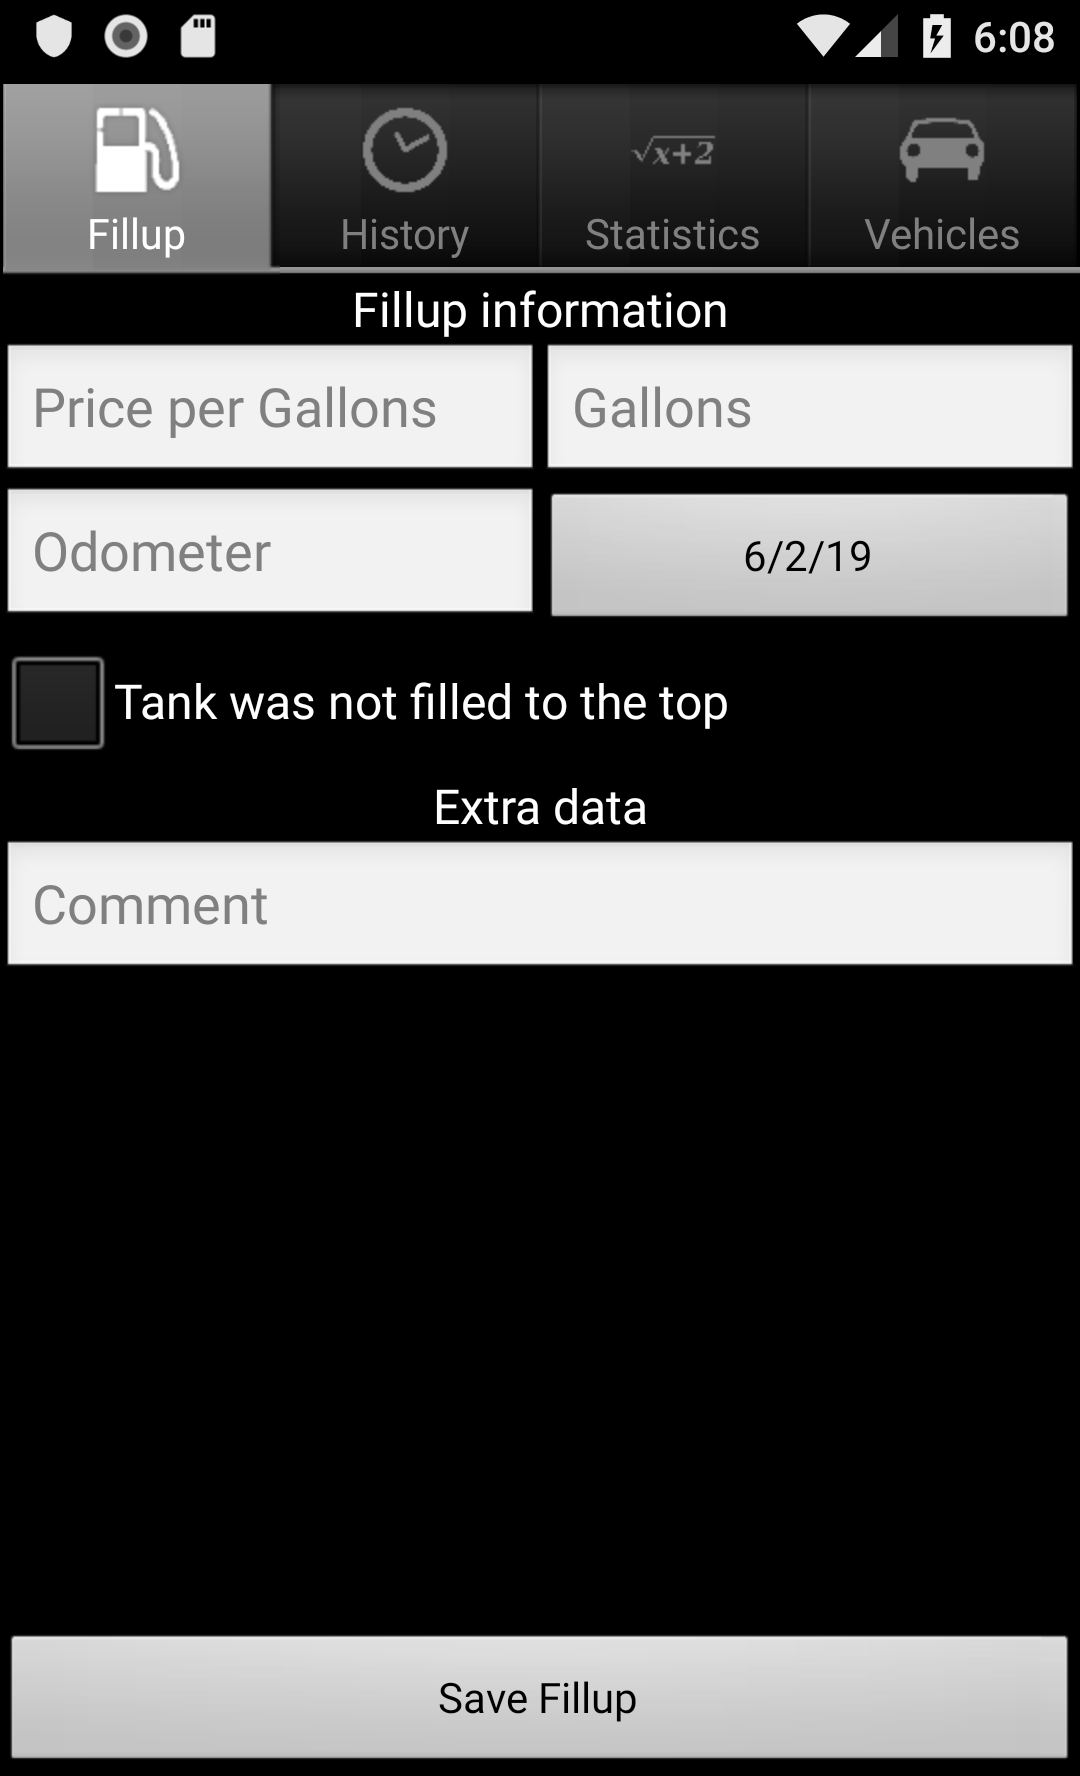 6:08
Fillup
History
√x+2
Statistics
Vehicles
Fillup information
Price per Gallons
Gallons
Odometer
6/2/19
Tank was not filled to the top
Extra data
Comment
Save Fillup